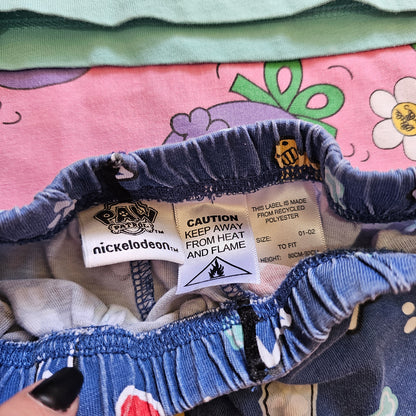 PAW
PATROL
nickelodeon™
CAUTION
KEEP AWAY
FROM HEAT
AND FLAME
THIS LABEL IS MADE
FROM RECYCLED
POLYESTER
SIZE: 01-02
TO FIT
HEIGHT: